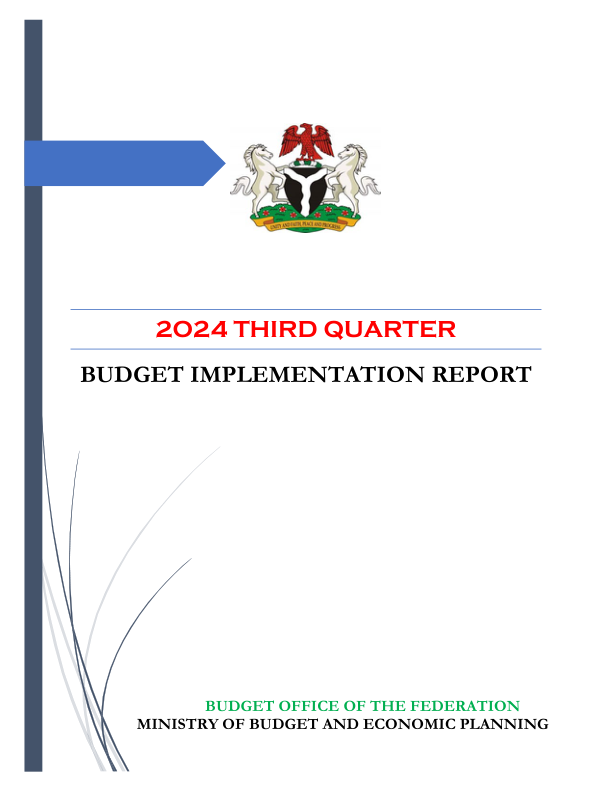 UNITY AND FAITH, PEACE AND PROGRESS
2024 THIRD QUARTER
BUDGET IMPLEMENTATION REPORT
BUDGET OFFICE OF THE FEDERATION
MINISTRY OF BUDGET AND ECONOMIC PLANNING